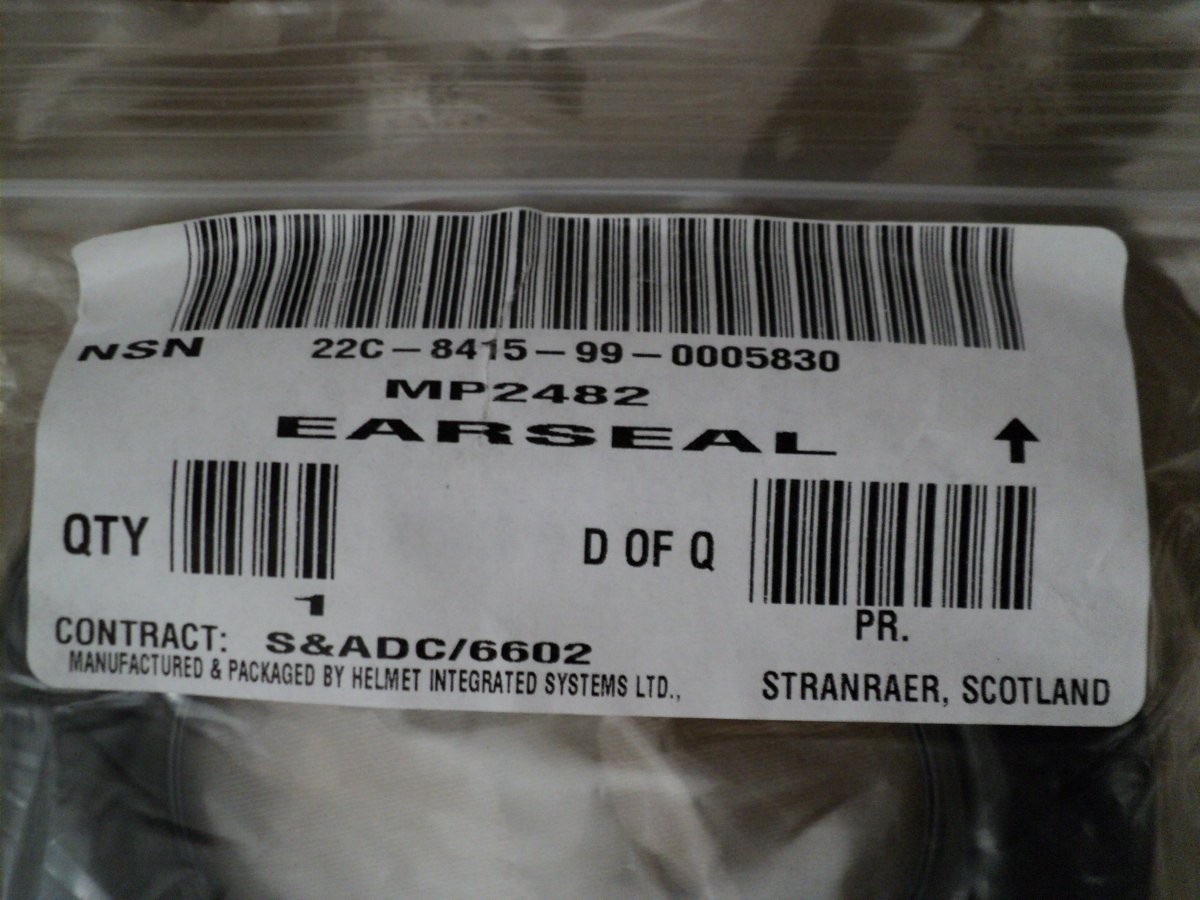 NSN 22C-8415-99-0005830
MP2482
EARSEAL
QTY
1
D OF Q
PR.
CONTRACT: S&ADC/6602
MANUFACTURED & PACKAGED BY HELMET INTEGRATED SYSTEMS LTD., STRANRAER, SCOTLAND